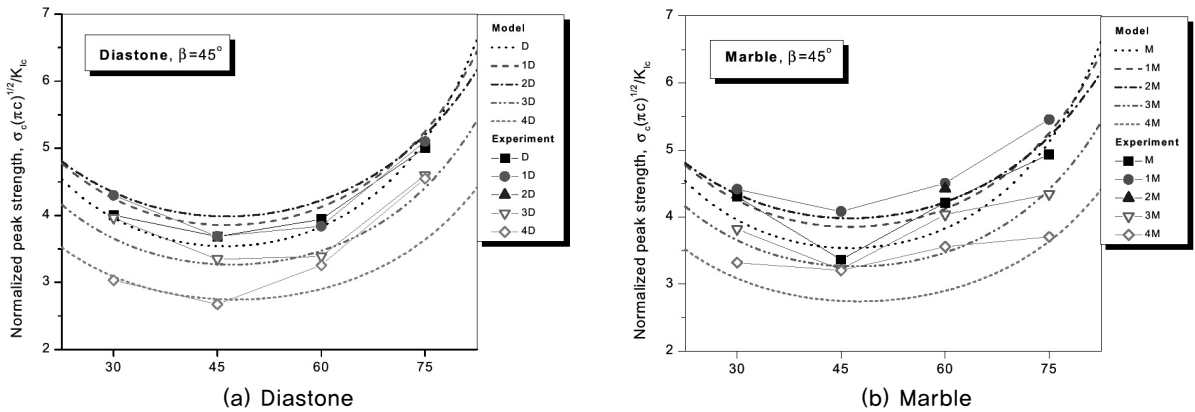 7
6
5
4
3
2
Normalized peak strength, σc(πc)1/2/KIc
Diastone, β=45°
30 45 60 75
Model
D
1D
2D
3D
4D
Experiment
D
1D
2D
3D
4D
(a) Diastone
7
6
5
4
3
2
Normalized peak strength, σc(πc)1/2/KIc
Marble, β=45°
30 45 60 75
Model
M
1M
2M
3M
4M
Experiment
M
1M
2M
3M
4M
(b) Marble